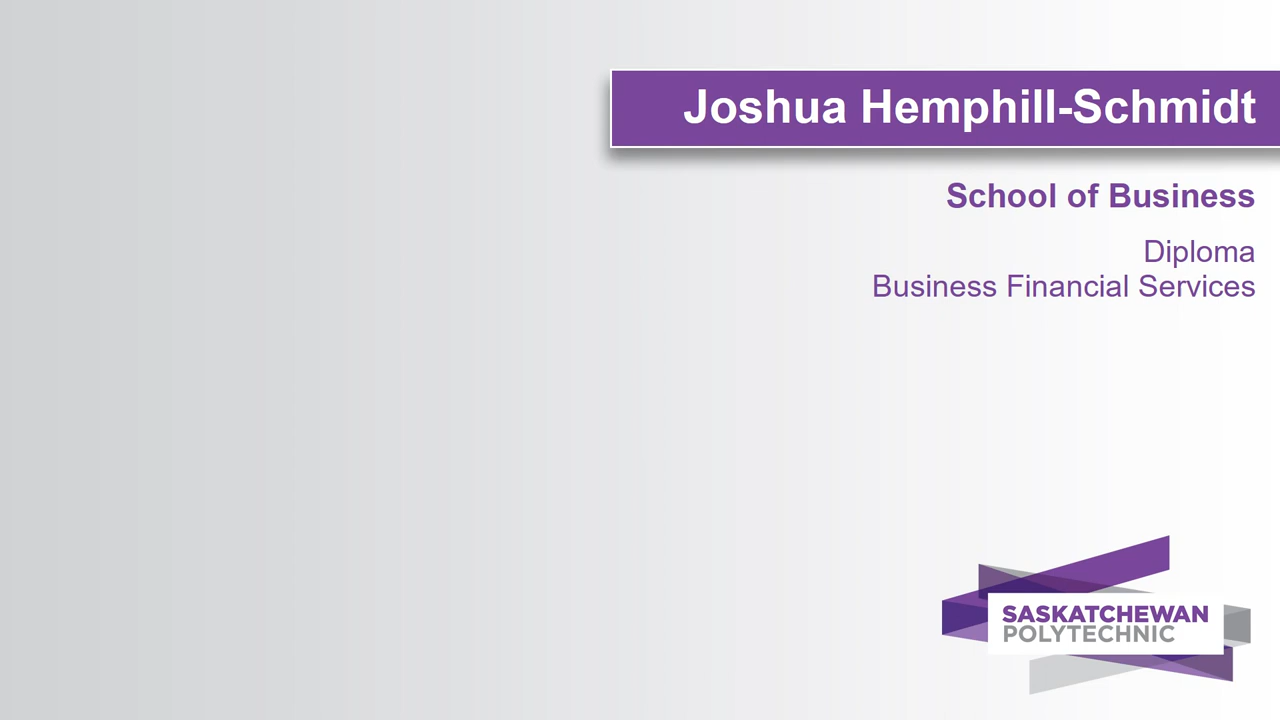 Joshua Hemphill-Schmidt
School of Business
Diploma
Business Financial Services
SASKATCHEWAN
POLYTECHNIC